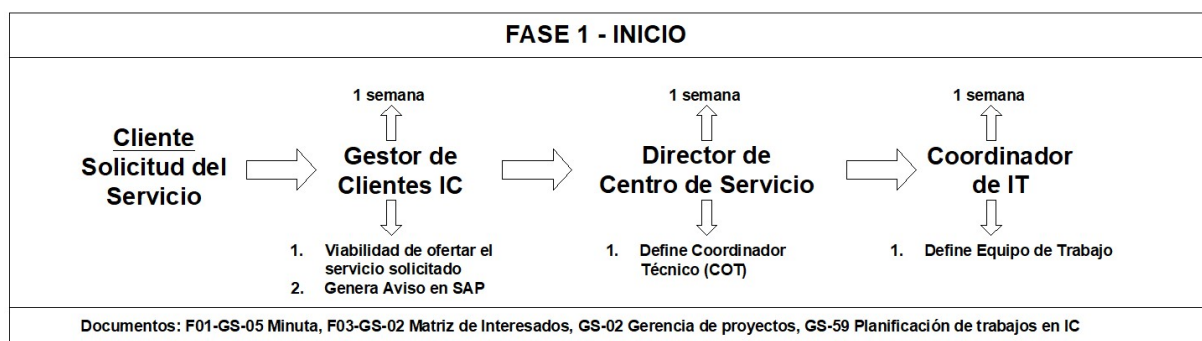 FASE 1 - INICIO
1 semana
1 semana
1 semana
Cliente
Solicitud del
Servicio
Gestor de
Clientes IC
Director de
Centro de Servicio
Coordinador
de IT
1. Viabilidad de ofertar el
servicio solicitado
2. Genera Aviso en SAP
1. Define Coordinador
Técnico (COT)
1. Define Equipo de Trabajo
Documentos: F01-GS-05 Minuta, F03-GS-02 Matriz de Interesados, GS-02 Gerencia de proyectos, GS-59 Planificación de trabajos en IC